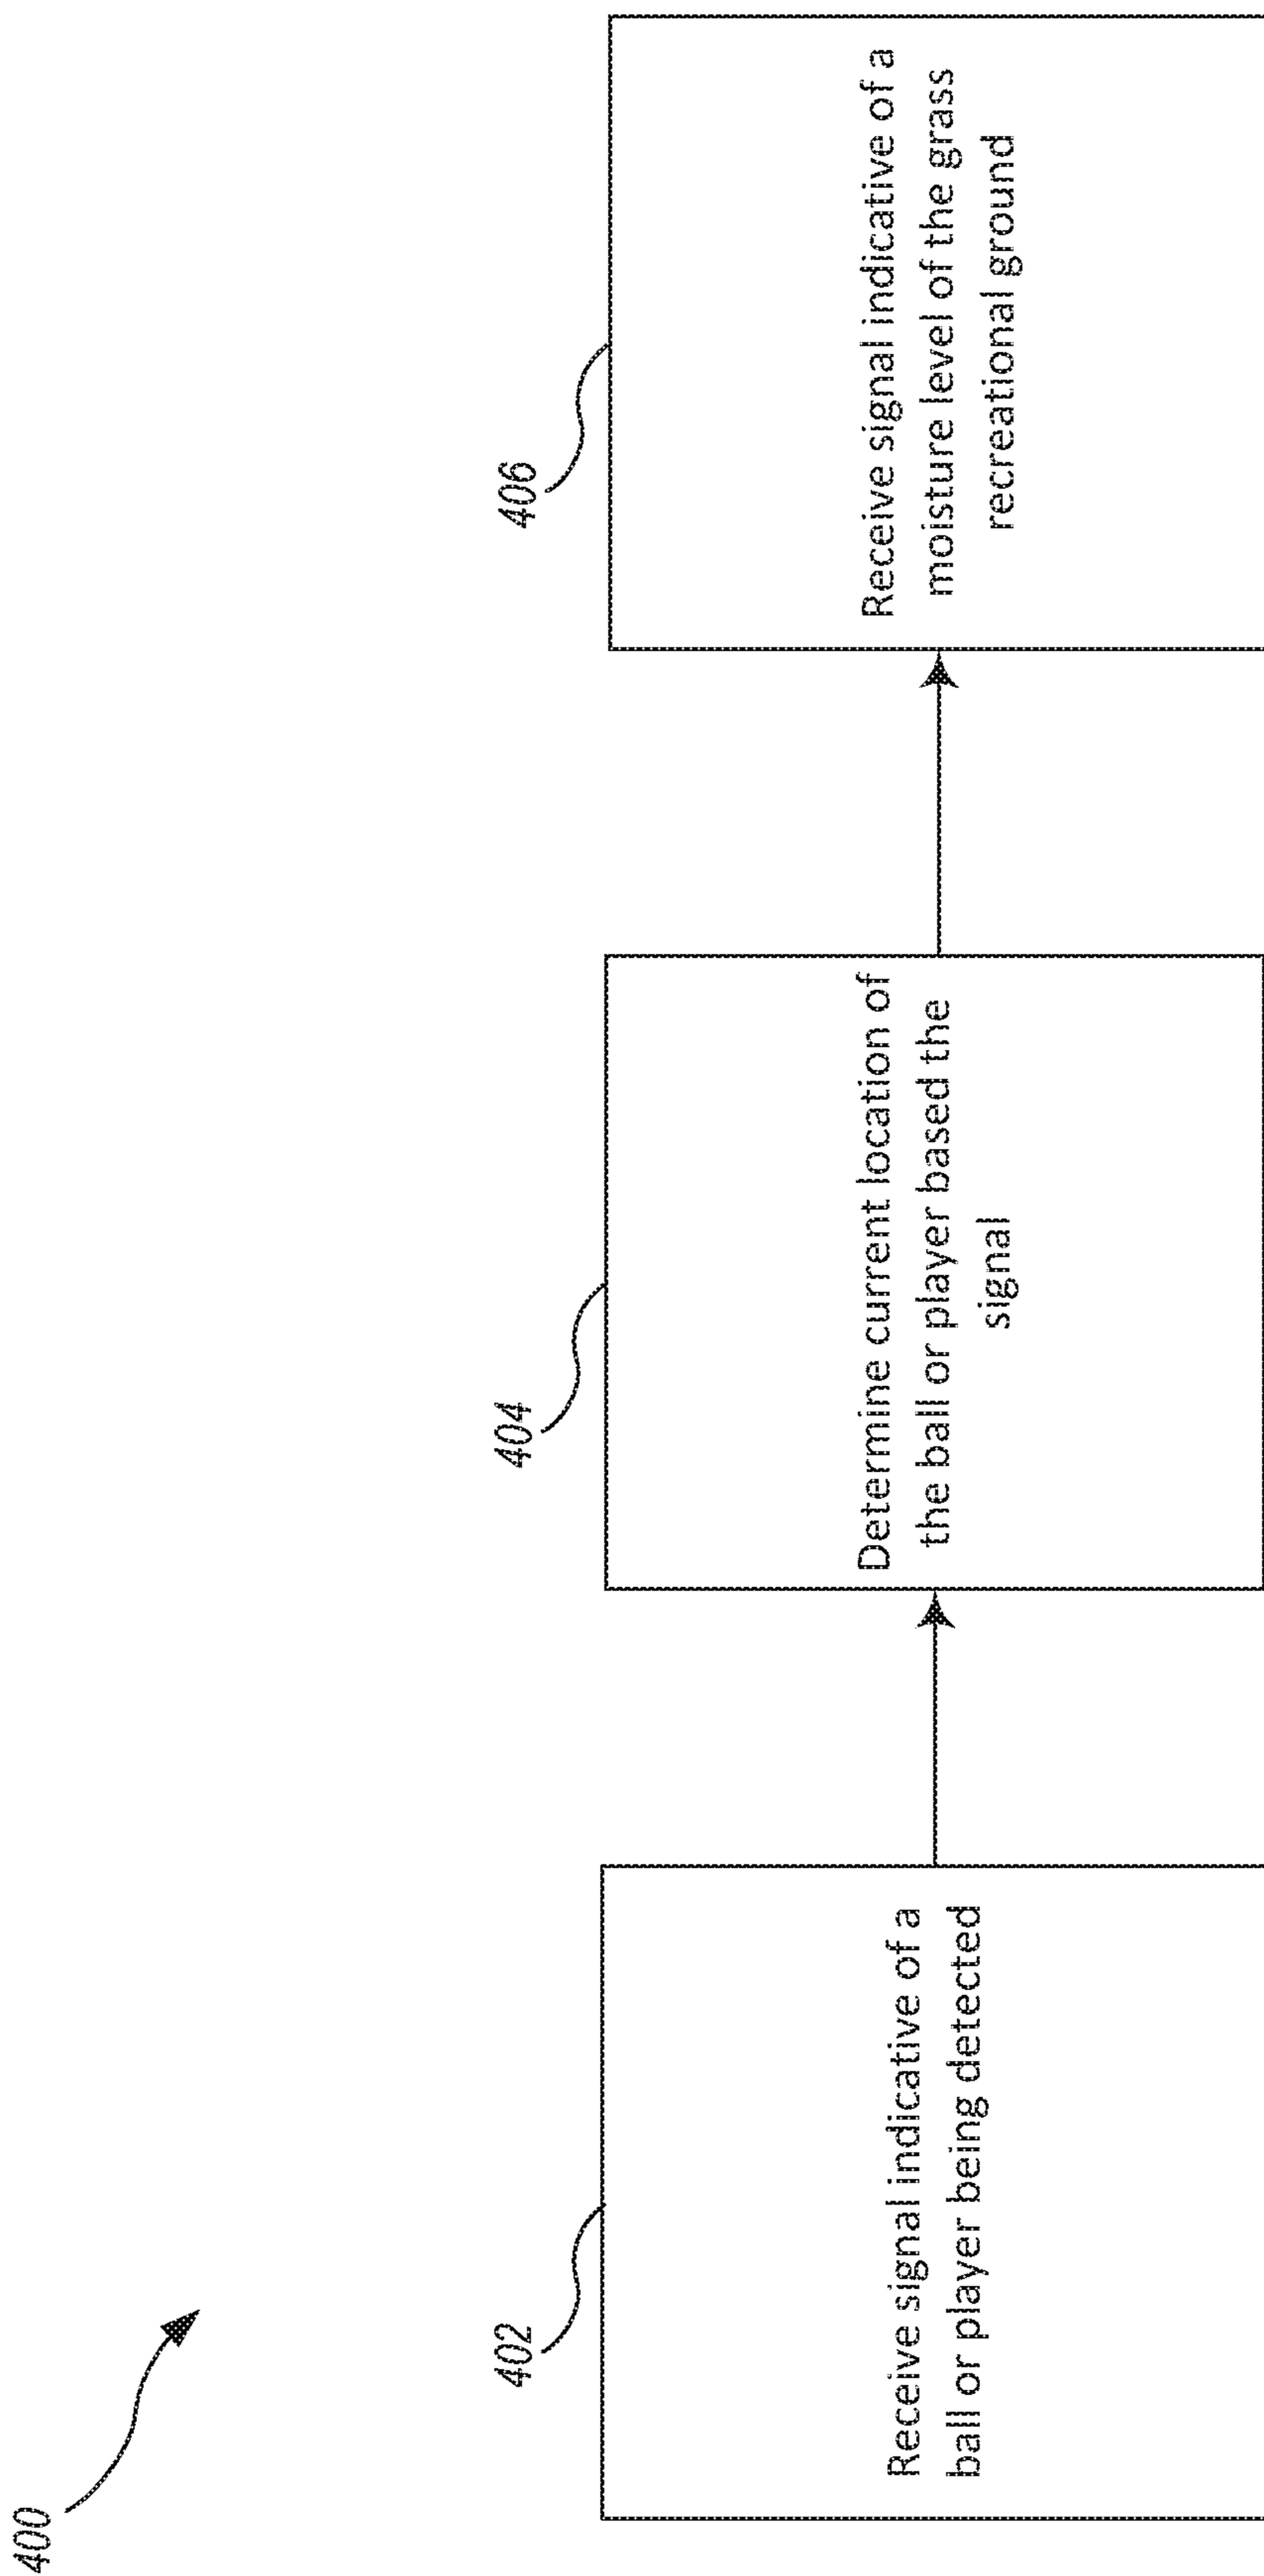 400
402
Receive signal indicative of a
ball or player being detected
404
Determine current location of
the ball or player based the
signal
406
Receive signal indicative of a
moisture level of the grass
recreational ground